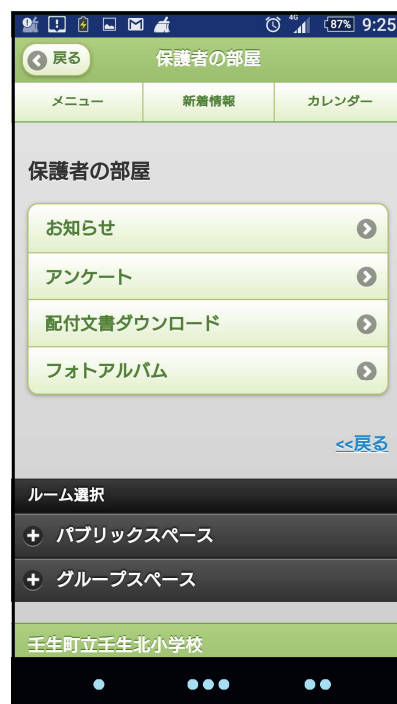 4G 87% 9:25
戻る 保護者の部屋
メニュー 新着情報 カレンダー
保護者の部屋
お知らせ
アンケート
配付文書ダウンロード
フォトアルバム
<<戻る
ルーム選択
パブリックスペース
グループスペース
壬生町立壬生北小学校